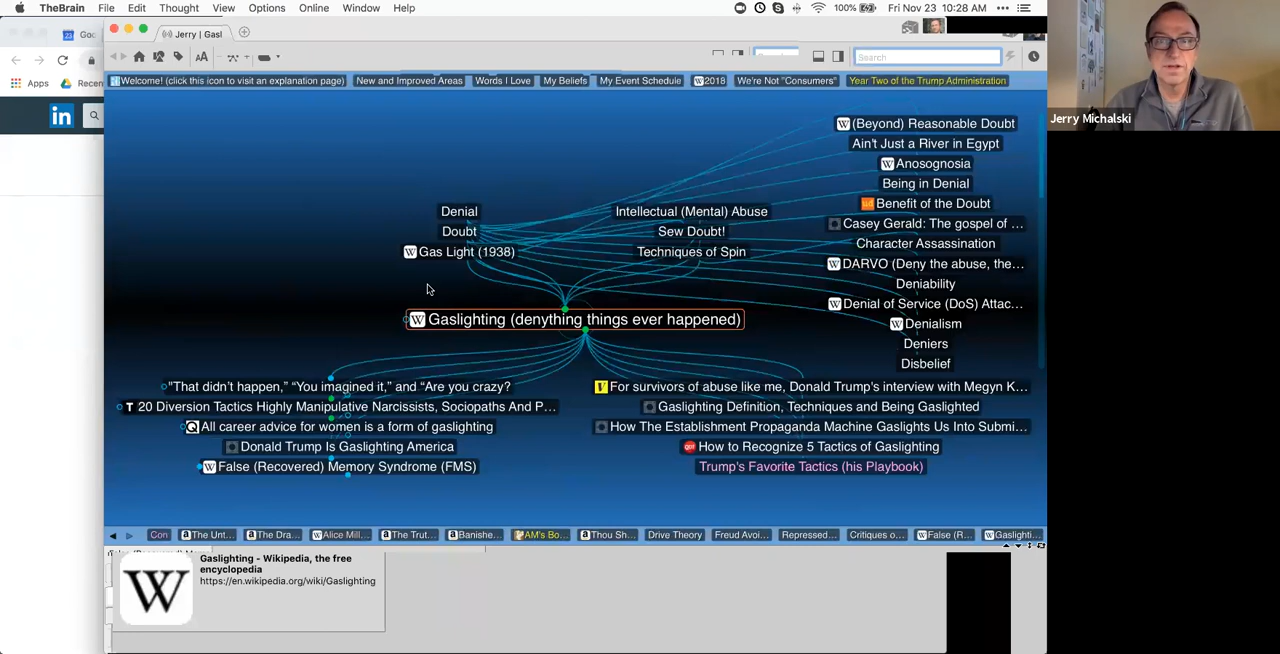 TheBrain File Edit Thought View Options Online Window Help 100% Fri Nov 23 10:28 AM
Jerry | Gasl
Apps
Recen
AA
Search
Welcome! (click this icon to visit an explanation page) New and Improved Areas Words I Love My Beliefs My Event Schedule 2018 We're Not "Consumers" Year Two of the Trump Administration
in
Jerry Michalski
(Beyond) Reasonable Doubt
Ain't Just a River in Egypt
Anosognosia
Being in Denial
Benefit of the Doubt
Casey Gerald: The gospel of ...
Character Assassination
DARVO (Deny the abuse, the...
Deniability
Denial of Service (DoS) Attac...
Denialism
Deniers
Disbelief
Denial
Doubt
Gas Light (1938)
Intellectual (Mental) Abuse
Sew Doubt!
Techniques of Spin
Gaslighting (denything things ever happened)
"That didn't happen," "You imagined it," and "Are you crazy?
20 Diversion Tactics Highly Manipulative Narcissists, Sociopaths And P...
All career advice for women is a form of gaslighting
Donald Trump Is Gaslighting America
False (Recovered) Memory Syndrome (FMS)
For survivors of abuse like me, Donald Trump's interview with Megyn K...
Gaslighting Definition, Techniques and Being Gaslighted
How The Establishment Propaganda Machine Gaslights Us Into Submi...
How to Recognize 5 Tactics of Gaslighting
Trump's Favorite Tactics (his Playbook)
Con The Unt... The Dra... Alice Mill... The Trut... Banishe... AM's Bo... Thou Sh... Drive Theory Freud Avoi... Repressed... Critiques o... False (R... Gaslighti...
Gaslighting - Wikipedia, the free
encyclopedia
https://en.wikipedia.org/wiki/Gaslighting
W